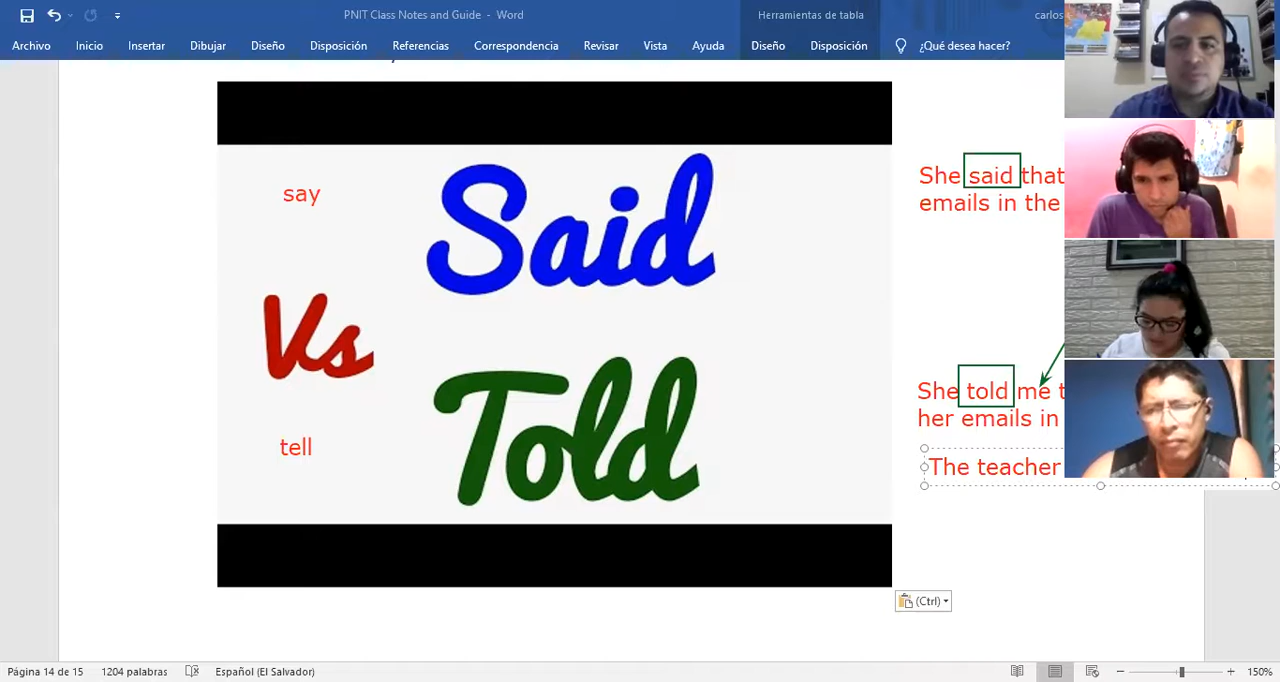 PNIT Class Notes and Guide - Word
Herramientas de tabla
carlos
Archivo Inicio Insertar Dibujar Diseño Disposición Referencias Correspondencia Revisar Vista Ayuda Diseño Disposición ¿Qué desea hacer?
say
Said
Vs
tell
Told
She said that
emails in the
She told me
her emails in
The teacher
(Ctrl)
Página 14 de 15 1204 palabras Español (El Salvador) 150%